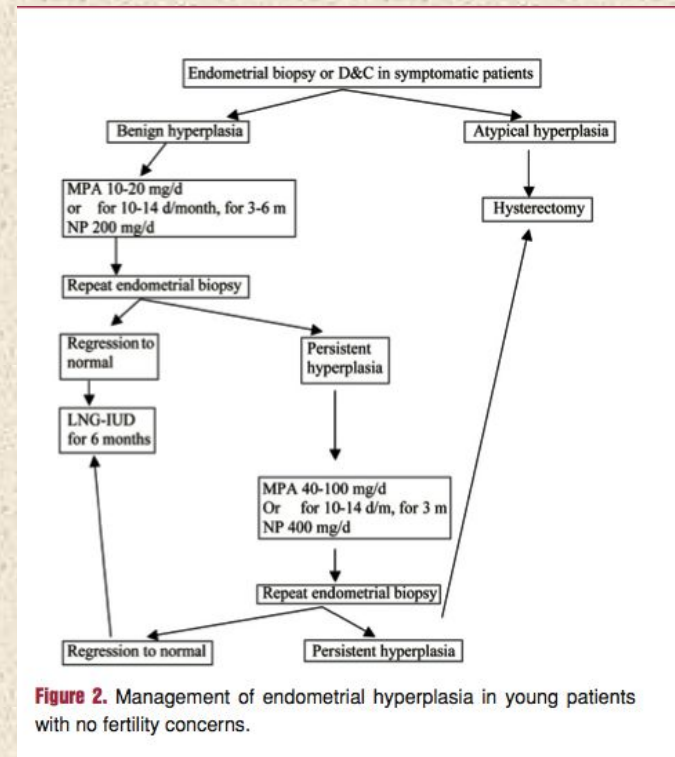 Endometrial biopsy or D&C in symptomatic patients
Benign hyperplasia
Atypical hyperplasia
MPA 10-20 mg/d
or for 10-14 d/month, for 3-6 m
NP 200 mg/d
Hysterectomy
Repeat endometrial biopsy
Regression to
normal
Persistent
hyperplasia
LNG-IUD
for 6 months
MPA 40-100 mg/d
Or for 10-14 d/m, for 3 m
NP 400 mg/d
Repeat endometrial biopsy
Regression to normal
Persistent hyperplasia
Figure 2. Management of endometrial hyperplasia in young patients
with no fertility concerns.